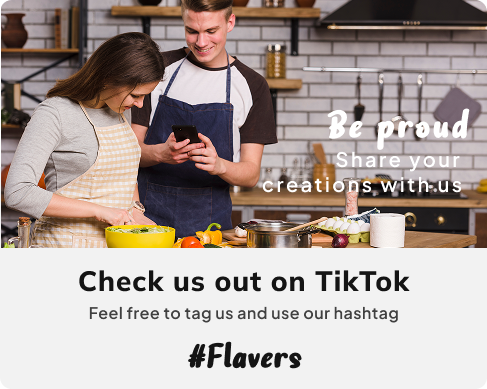 Be proud
Share your
creations with us
Check us out on TikTok
Feel free to tag us and use our hashtag
#Flavers